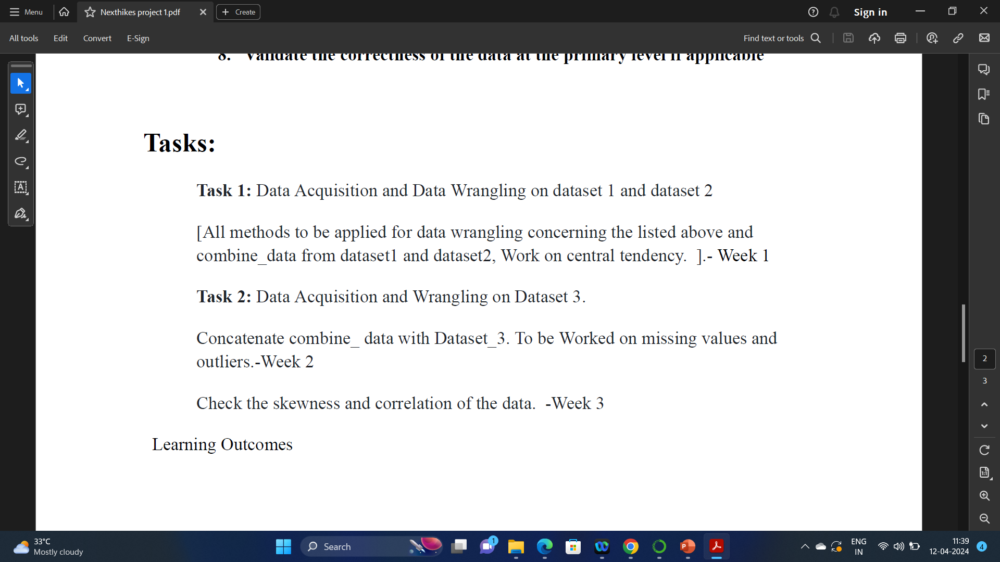 Menu
Nexthikes project 1.pdf
Create
Sign in
All tools
Edit
Convert
E-Sign
Find text or tools
8. Validate the correctness of the data at the primary level if applicable
Tasks:
Task 1: Data Acquisition and Data Wrangling on dataset 1 and dataset 2
[All methods to be applied for data wrangling concerning the listed above and
combine_data from dataset1 and dataset2, Work on central tendency.  ].- Week 1
Task 2: Data Acquisition and Wrangling on Dataset 3.
Concatenate combine_ data with Dataset_3. To be Worked on missing values and
outliers.-Week 2
Check the skewness and correlation of the data.  -Week 3
Learning Outcomes
2
3
33°C
Mostly cloudy
Search
1
ENG
IN
11:39
12-04-2024
4